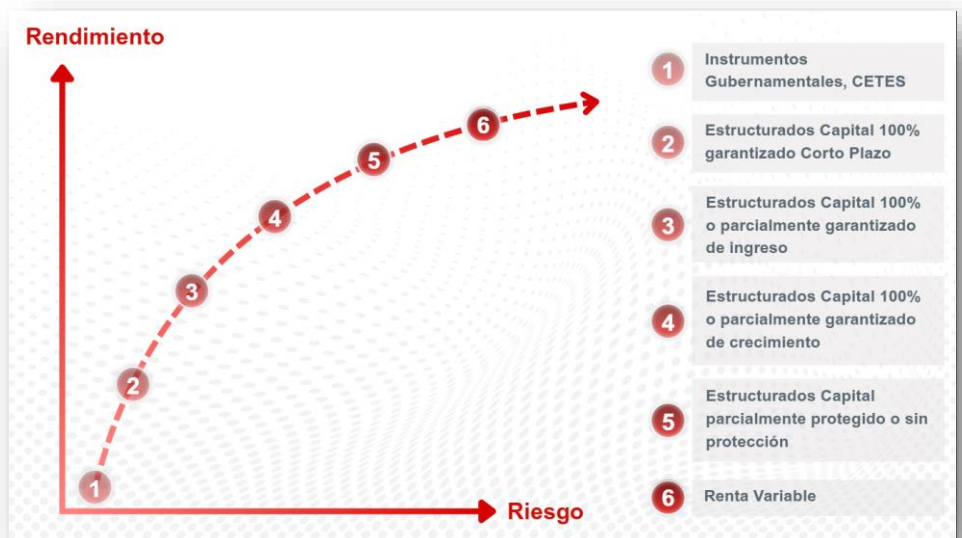 Rendimiento
1
Instrumentos
Gubernamentales, CETES
2
Estructurados Capital 100%
garantizado Corto Plazo
3
Estructurados Capital 100%
o parcialmente garantizado
de ingreso
4
Estructurados Capital 100%
o parcialmente garantizado
de crecimiento
5
Estructurados Capital
parcialmente protegido o sin
protección
6
Renta Variable
6
5
4
3
2
1
Riesgo